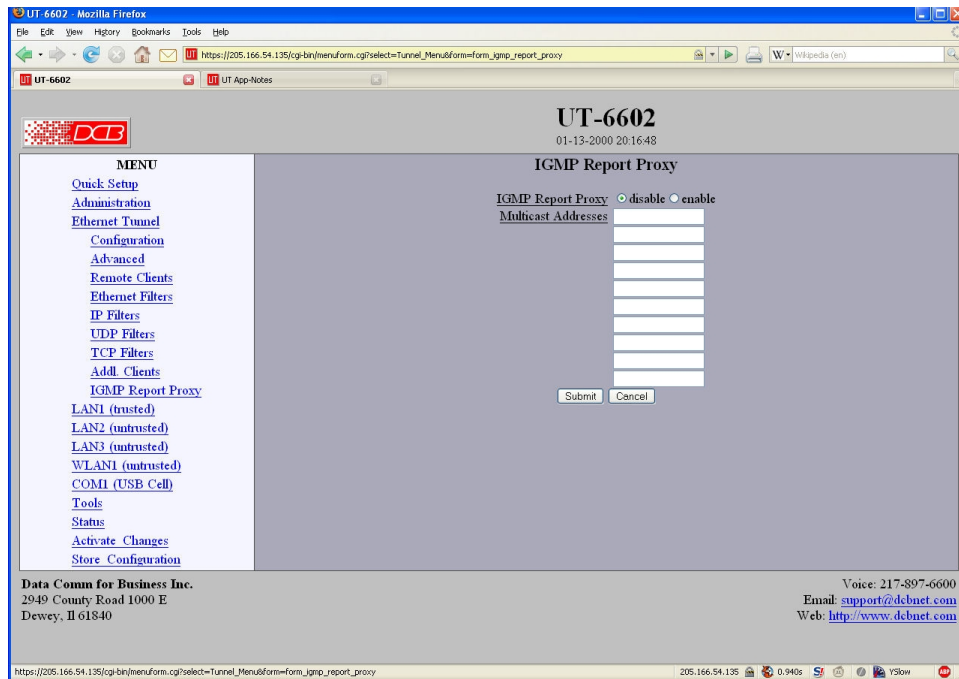 UT-6602 - Mozilla Firefox
File Edit View History Bookmarks Tools Help
https://205.166.54.135/cgi-bin/menuform.cgi?select=Tunnel_Menu&form=form_igmp_report_proxy
W Wikipedia (en)
UT UT-6602
UT UT App-Notes
DCB
UT-6602
01-13-2000 20:16:48
MENU
Quick Setup
Administration
Ethernet Tunnel
Configuration
Advanced
Remote Clients
Ethernet Filters
IP Filters
UDP Filters
TCP Filters
Addl. Clients
IGMP Report Proxy
LAN1 (trusted)
LAN2 (untrusted)
LAN3 (untrusted)
WLAN1 (untrusted)
COM1 (USB Cell)
Tools
Status
Activate Changes
Store Configuration
IGMP Report Proxy
IGMP Report Proxy disable enable
Multicast Addresses
Submit Cancel
Data Comm for Business Inc.
2949 County Road 1000 E
Dewey, Il 61840
Voice: 217-897-6600
Email: support@dcbnet.com
Web: http://www.dcbnet.com
https://205.166.54.135/cgi-bin/menuform.cgi?select=Tunnel_Menu&form=form_igmp_report_proxy
205.166.54.135 0.940s YSlow ABP